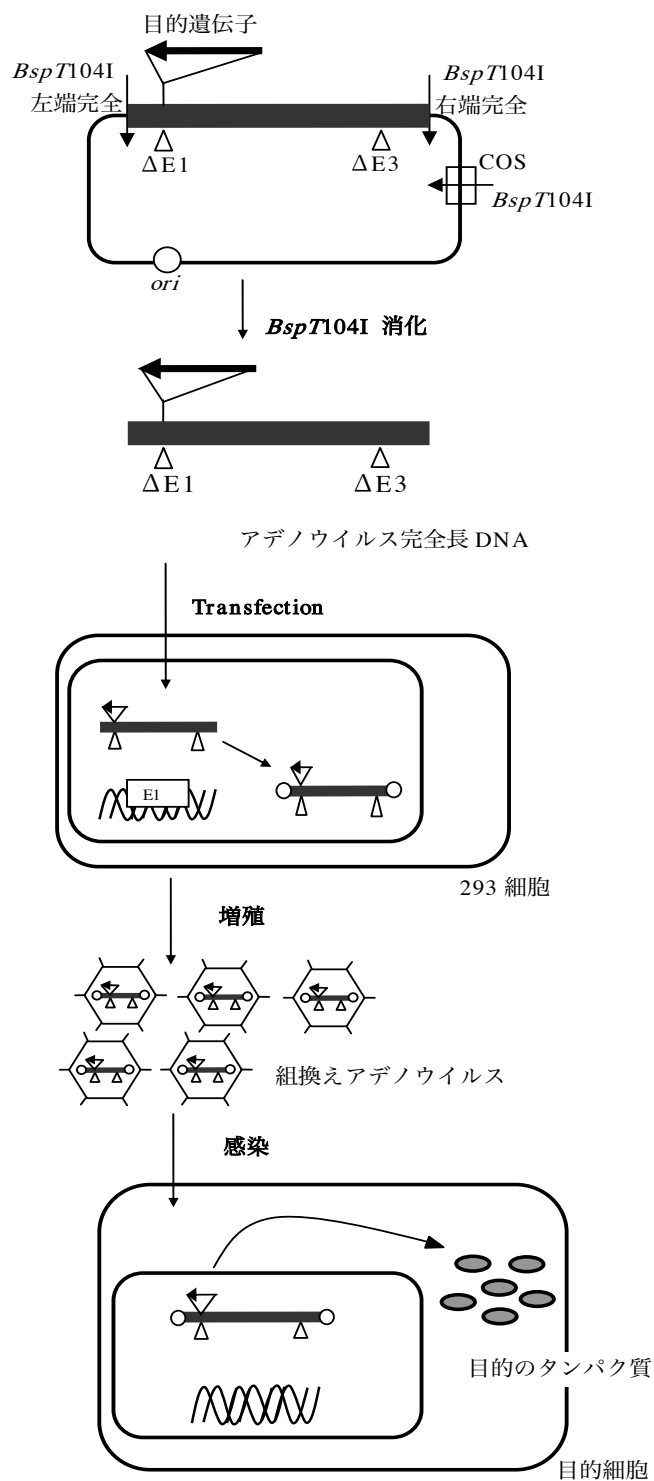 目的遺伝子
BspT104I
左端完全
BspT104I
右端完全
ΔE1
ΔE3
COS
BspT104I
ori
BspT104I 消化
ΔE1
ΔE3
アデノウイルス完全長 DNA
Transfection
E1
293 細胞
増殖
組換えアデノウイルス
感染
目的のタンパク質
目的細胞